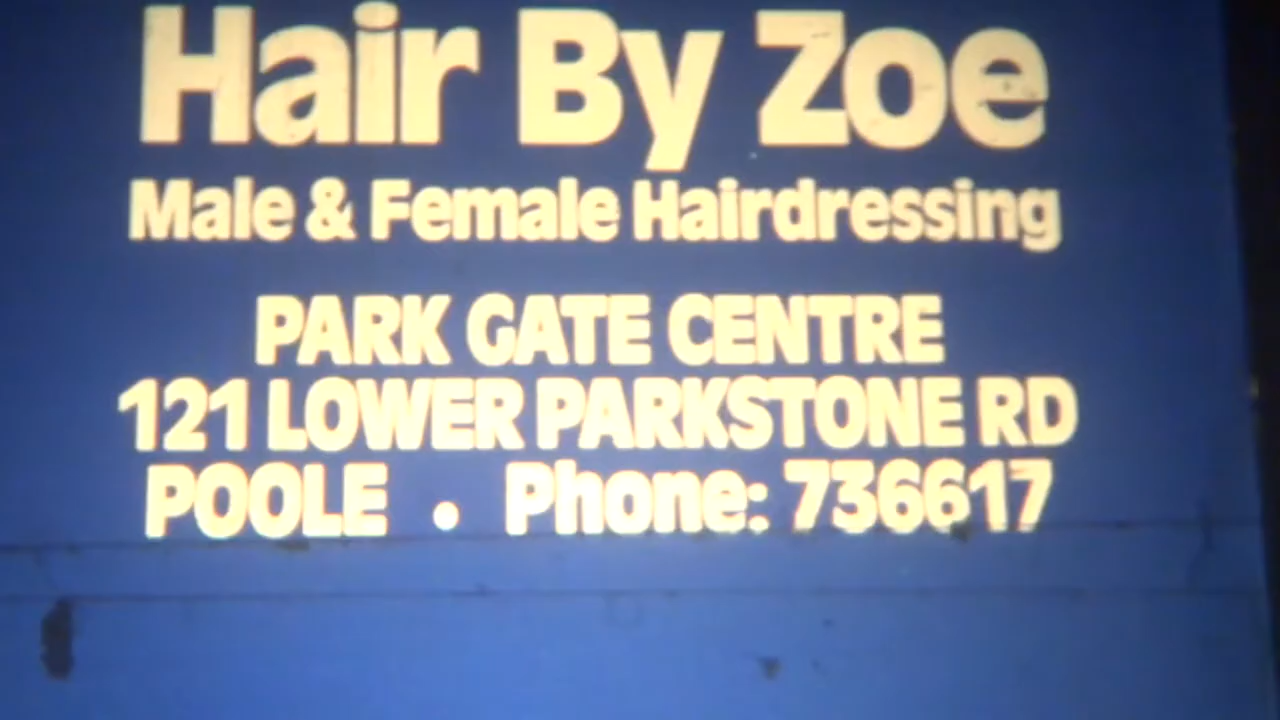 Hair By Zoe
Male & Female Hairdressing
PARK GATE CENTRE
121 LOWER PARKSTONE RD
POOLE • Phone: 736617